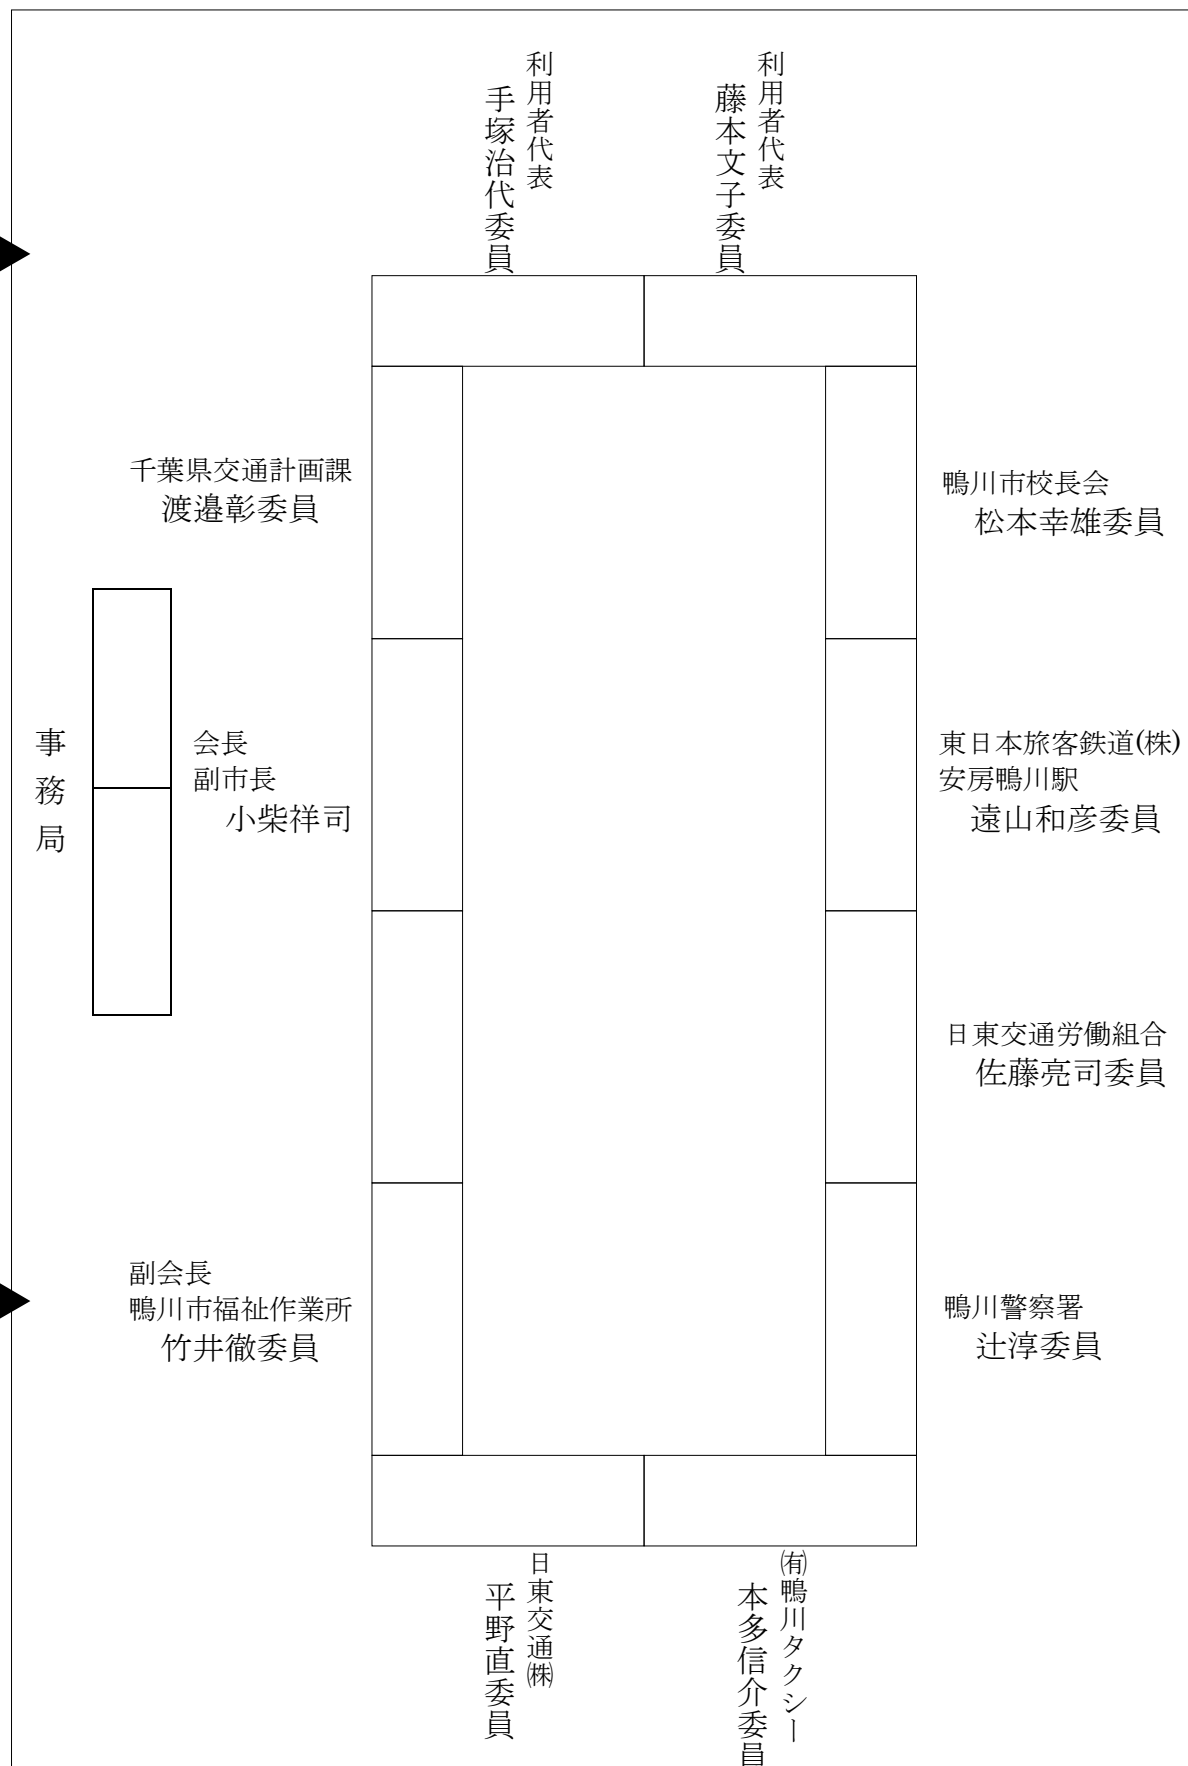 利用者代表
藤本文子委員
利用者代表
手塚治代委員
千葉県交通計画課
渡邉彰委員
鴨川市校長会
松本幸雄委員
事務局
会長
副市長
小柴祥司
東日本旅客鉄道(株)
安房鴨川駅
遠山和彦委員
日東交通労働組合
佐藤亮司委員
副会長
鴨川市福祉作業所
竹井徹委員
鴨川警察署
辻淳委員
㈲鴨川タクシー
本多信介委員
日東交通㈱
平野直委員